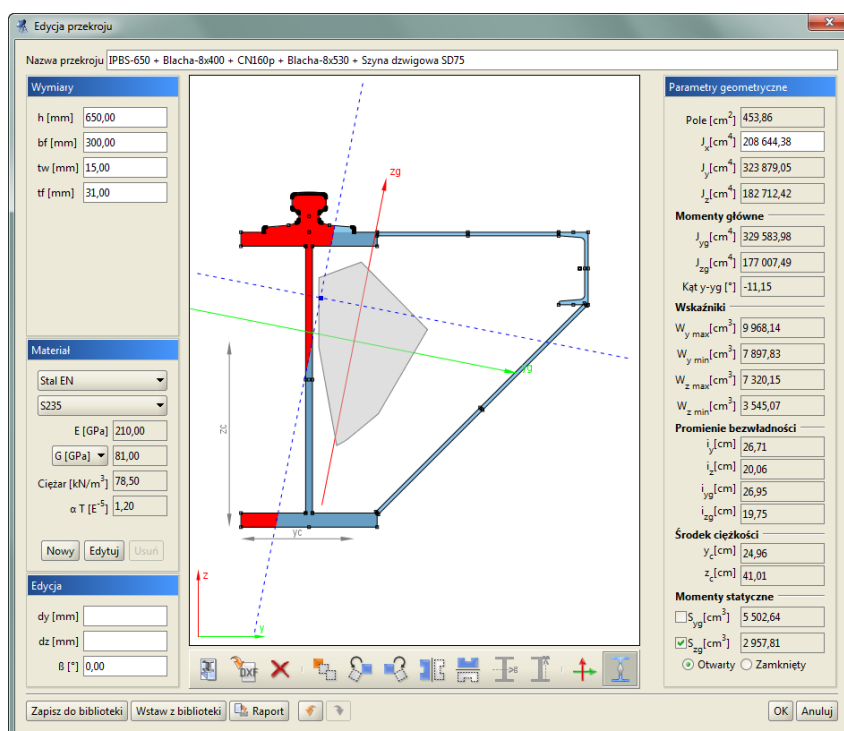 Edycja przekroju
Nazwa przekroju IPBS-650 + Blacha-8x400 + CN160p + Blacha-8x530 + Szyna dzwigowa SD75
Wymiary
h [mm] 650,00
bf [mm] 300,00
tw [mm] 15,00
tf [mm] 31,00
Materiał
Stal EN
S235
E [GPa] 210,00
G [GPa] 81,00
Ciężar [kN/m³] 78,50
α T [E⁻⁵] 1,20
Nowy Edytuj Usuń
Edycja
dy [mm]
dz [mm]
ß [°] 0,00
zg
yg
zc
yc
z
y
DXF
Parametry geometryczne
Pole [cm²] 453,86
Jx[cm⁴] 208 644,38
Jy[cm⁴] 323 879,05
Jz[cm⁴] 182 712,42
Momenty główne
Jyg[cm⁴] 329 583,98
Jzg[cm⁴] 177 007,49
Kąt y-yg [°] -11,15
Wskaźniki
Wy max[cm³] 9 968,14
Wy min[cm³] 7 897,83
Wz max[cm³] 7 320,15
Wz min[cm³] 3 545,07
Promienie bezwładności
iy[cm] 26,71
iz[cm] 20,06
iyg[cm] 26,95
izg[cm] 19,75
Środek ciężkości
yc[cm] 24,96
zc[cm] 41,01
Momenty statyczne
Syg[cm³] 5 502,64
Szg[cm³] 2 957,81
Otwarty Zamknięty
Zapisz do biblioteki Wstaw z biblioteki Raport
OK Anuluj